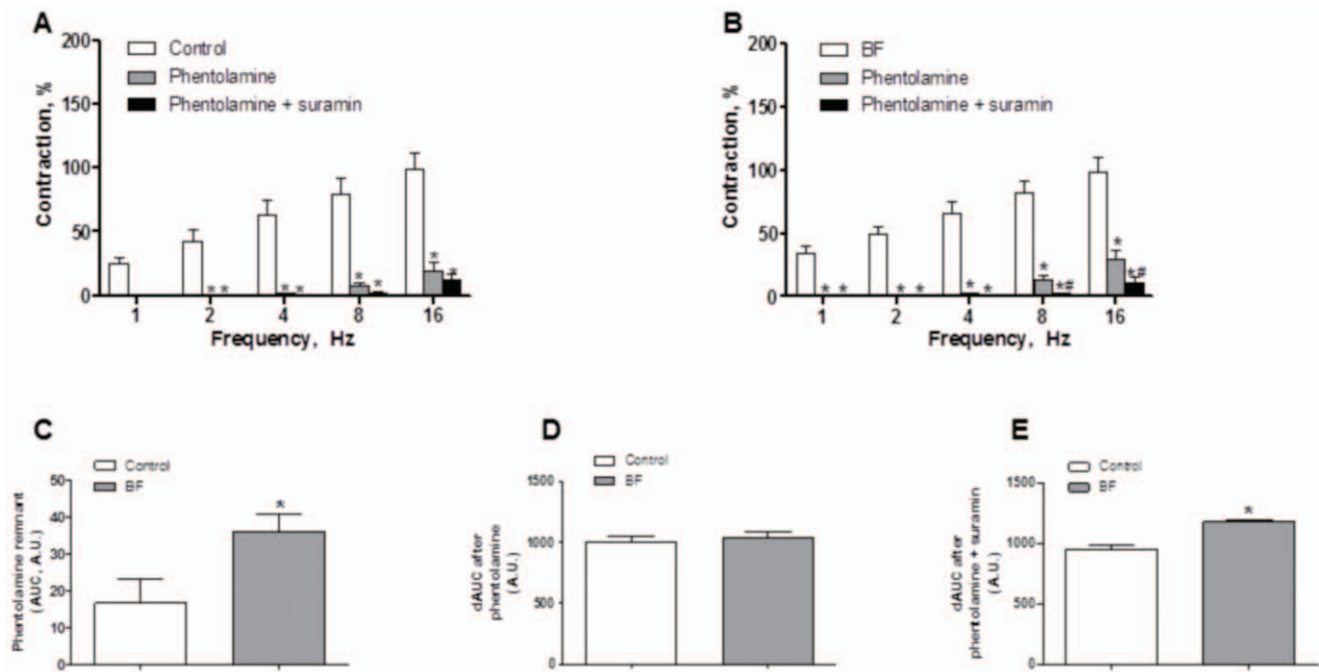 A
200
150
100
50
0
Contraction, %
Control
Phentolamine
Phentolamine + suramin
* *
* *
* *
* *
1 2 4 8 16
Frequency, Hz
B
200
150
100
50
0
Contraction, %
BF
Phentolamine
Phentolamine + suramin
* *
* *
* *
* *#
* *#
1 2 4 8 16
Frequency, Hz
C
Control
BF
50
40
30
20
10
0
Phentolamine remnant
(AUC, A.U.)
*
D
Control
BF
1500
1000
500
0
dAUC after
phentolamine
(A.U.)
E
Control
BF
1500
1000
500
0
dAUC after
phentolamine + suramin
(A.U.)
*